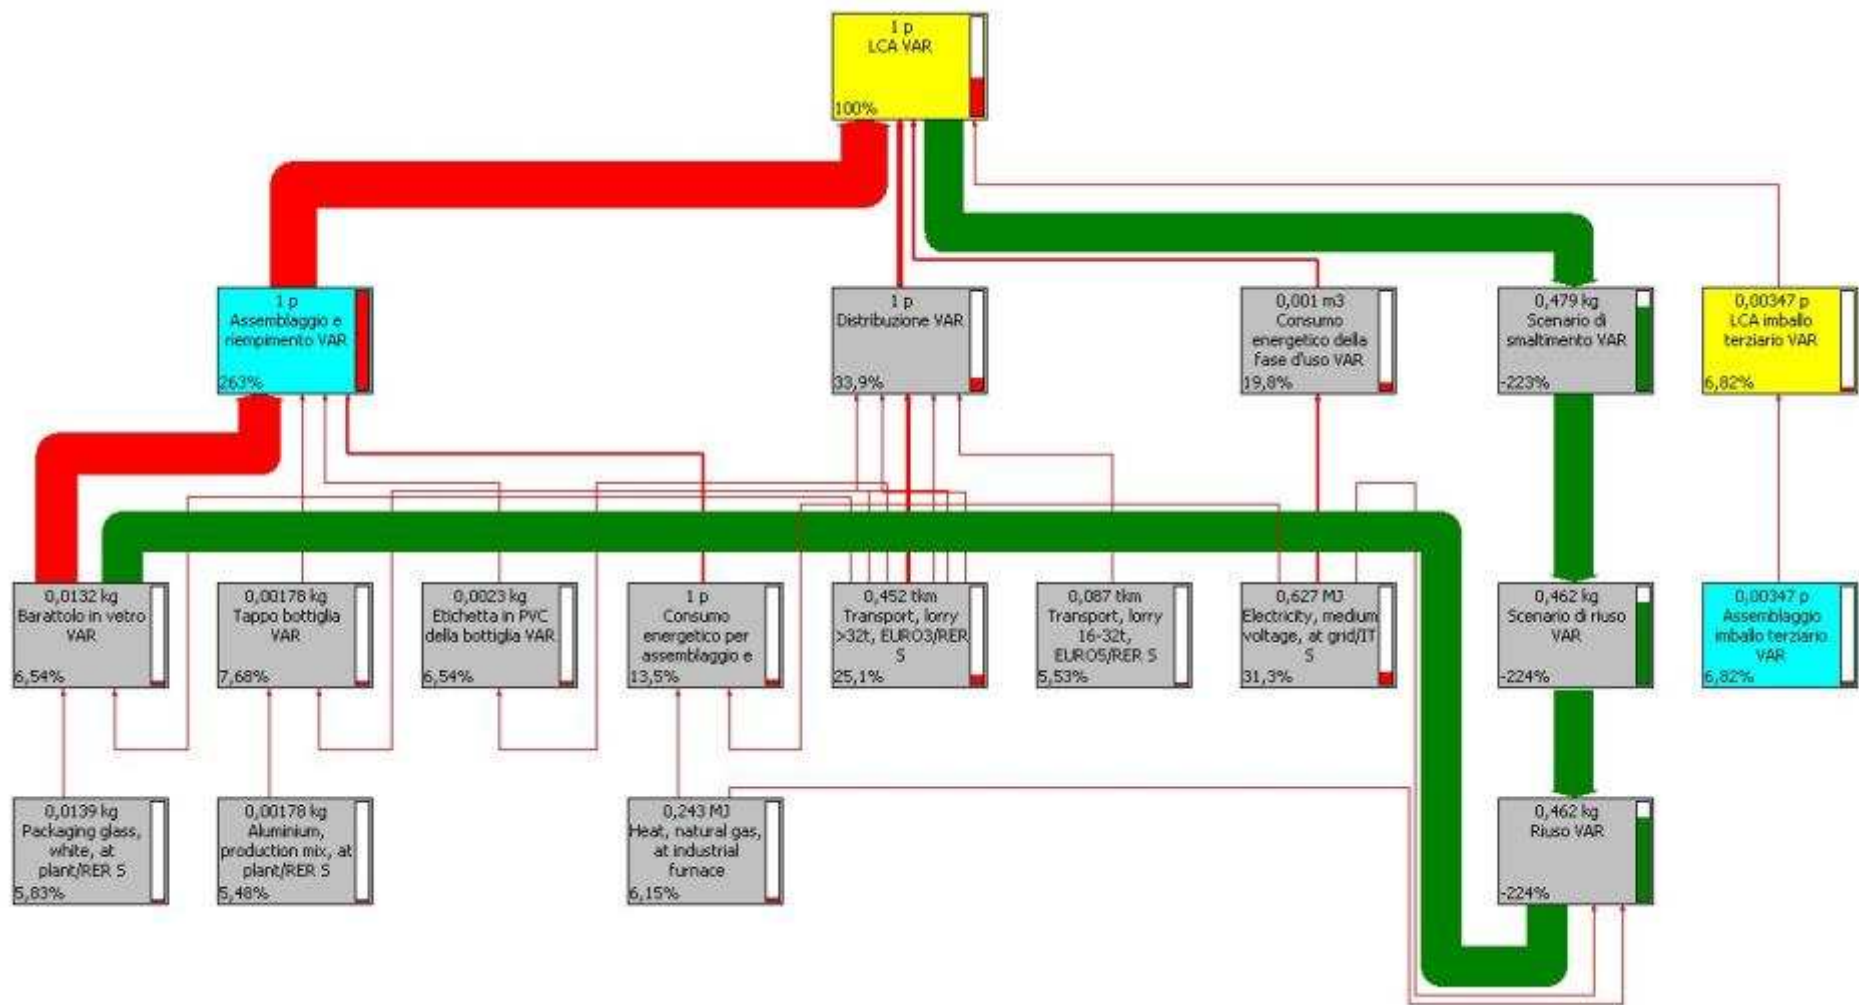 1 p
LCA VAR
100%
1 p
Assemblaggio e
riempimento VAR
263%
1 p
Distribuzione VAR
33,9%
0,001 m3
Consumo
energetico della
fase d'uso VAR
19,8%
0,479 kg
Scenario di
smaltimento VAR
-223%
0,00347 p
LCA imballo
terziario VAR
6,82%
0,0132 kg
Barattolo in vetro
VAR
6,54%
0,00178 kg
Tappo bottiglia
VAR
7,68%
0,0023 kg
Etichetta in PVC
della bottiglia VAR
6,54%
1 p
Consumo
energetico per
assemblaggio e
13,5%
0,452 tkm
Transport, lorry
>32t, EURO3/RER
S
25,1%
0,087 tkm
Transport, lorry
16-32t,
EURO5/RER S
5,53%
0,627 MJ
Electricity, medium
voltage, at grid/IT
S
31,3%
0,462 kg
Scenario di riuso
VAR
-224%
0,00347 p
Assemblaggio
imballo terziario
VAR
6,82%
0,0139 kg
Packaging glass,
white, at
plant/RER S
5,83%
0,00178 kg
Aluminium,
production mix, at
plant/RER S
5,48%
0,243 MJ
Heat, natural gas,
at industrial
furnace
6,15%
0,462 kg
Riuso VAR
-224%